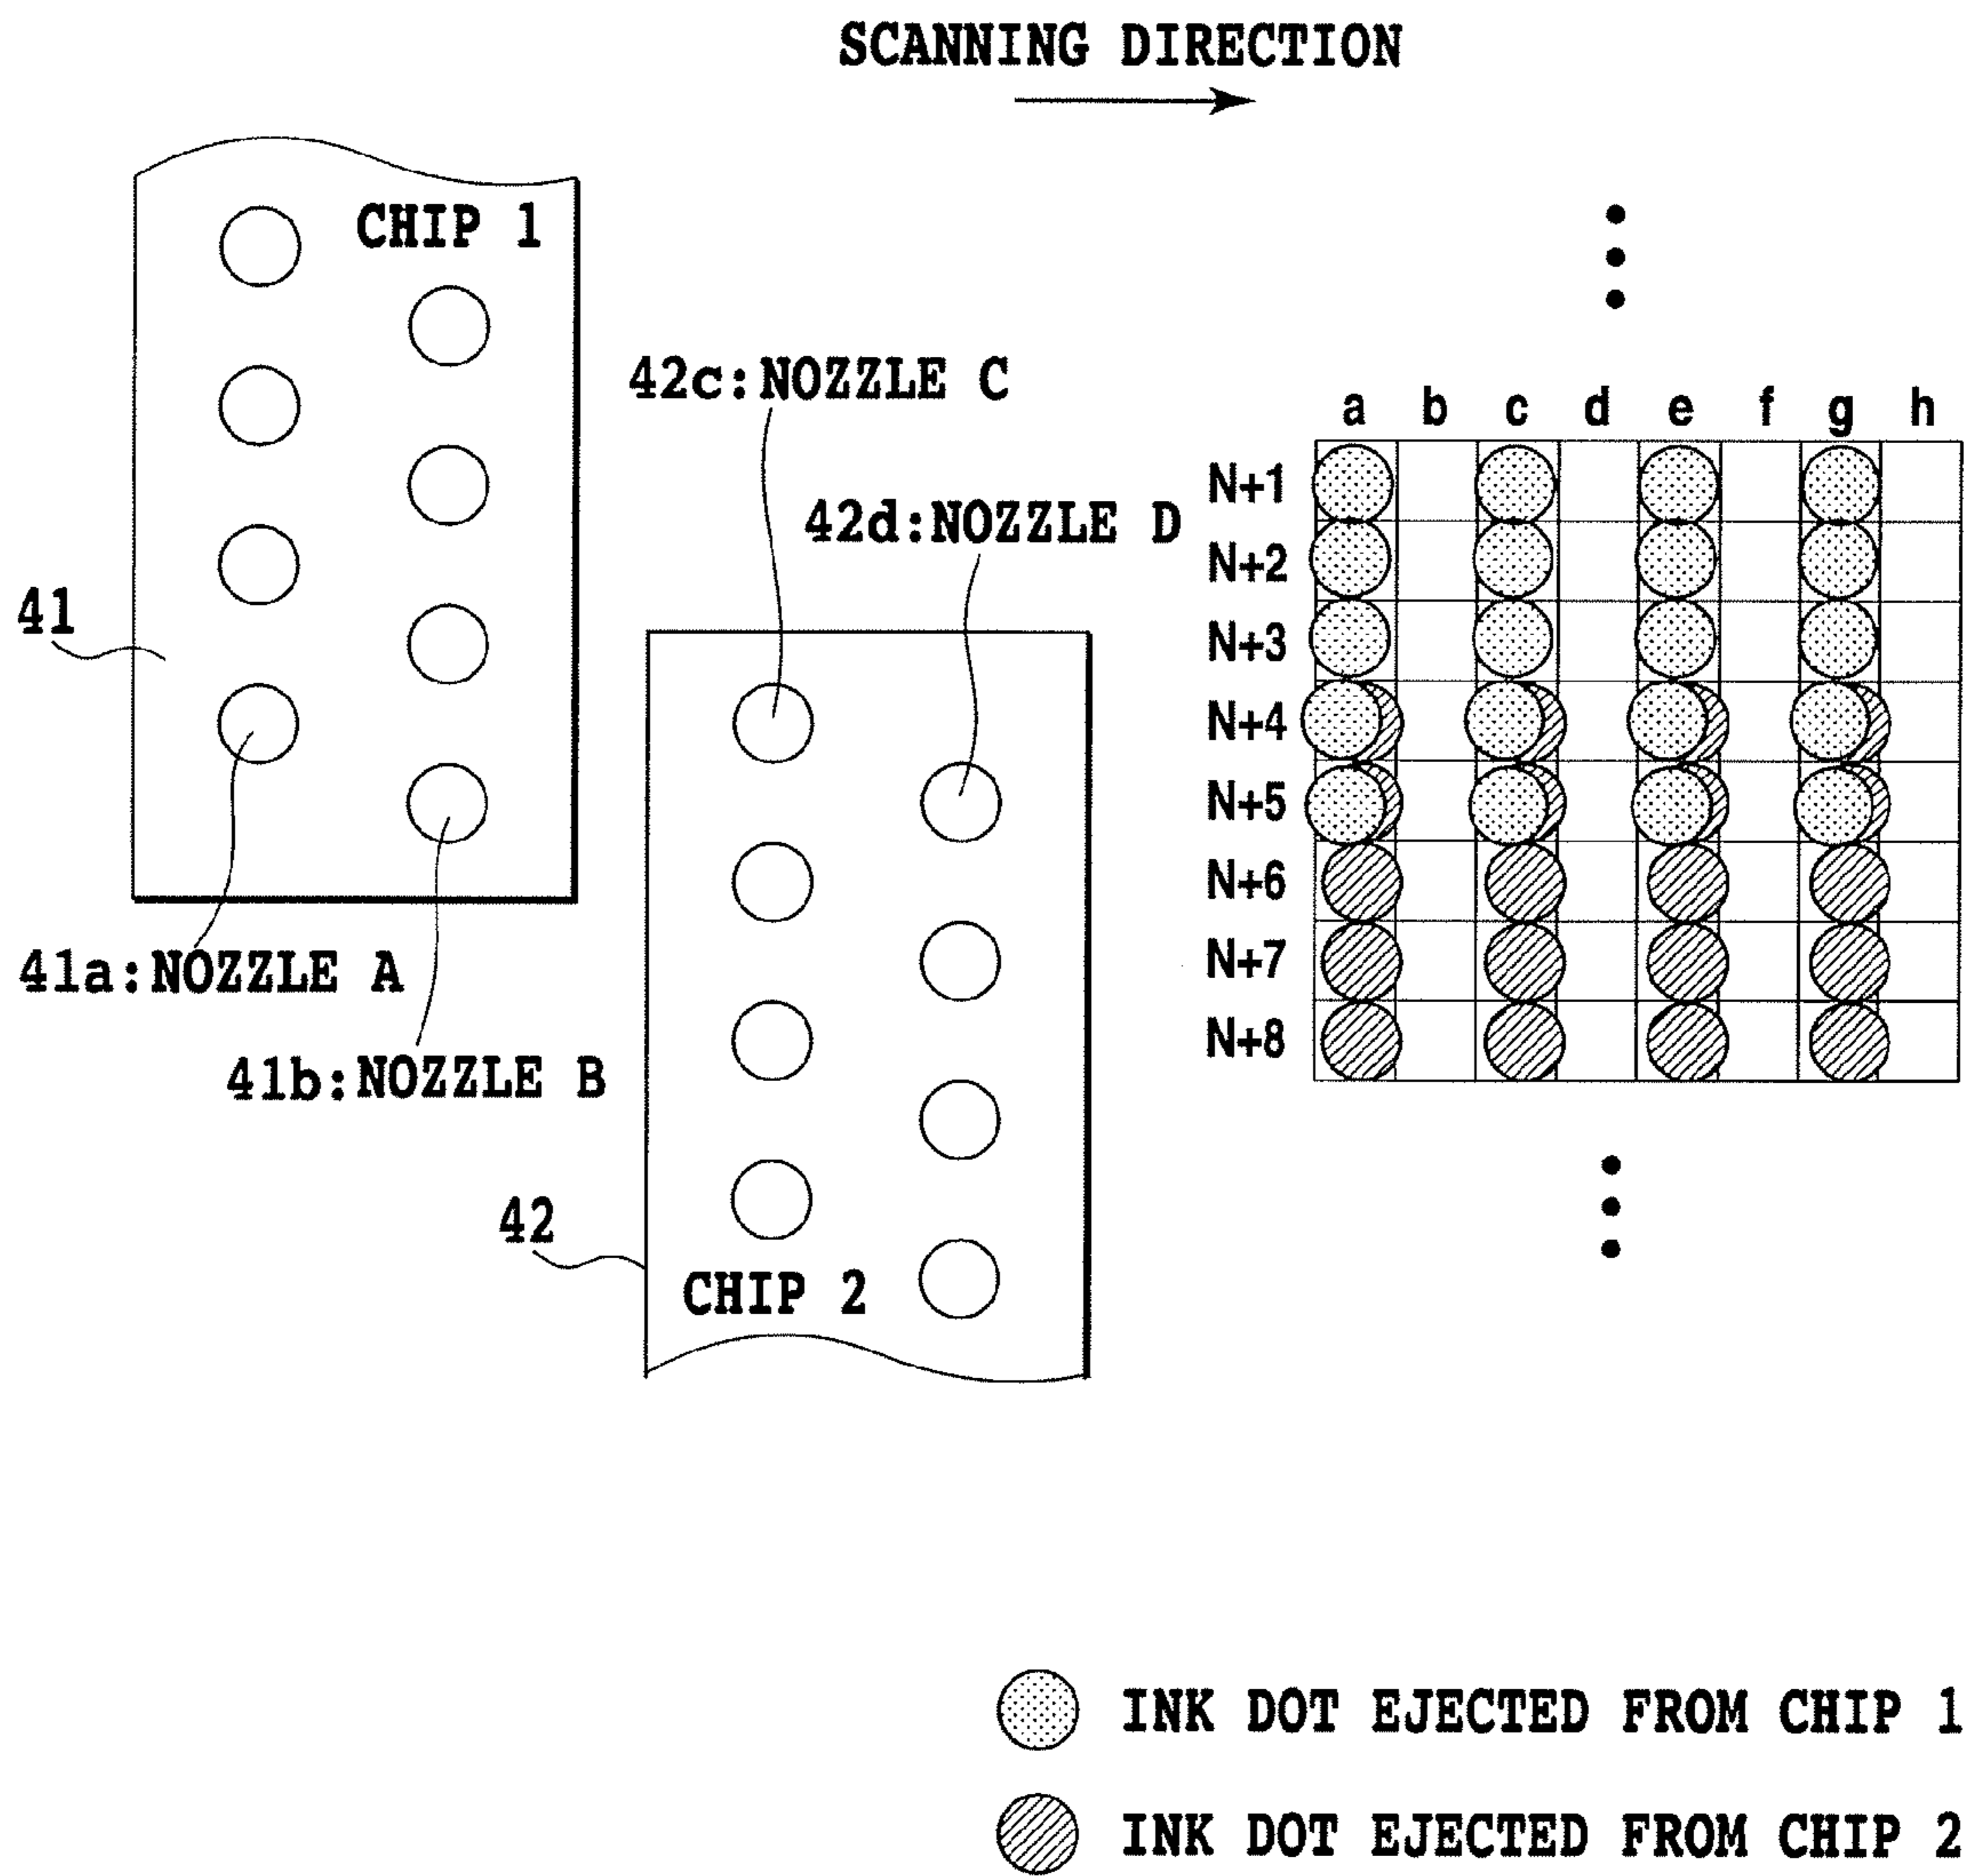 SCANNING DIRECTION
CHIP 1
42c:NOZZLE C
42d:NOZZLE D
41
41a:NOZZLE A
41b:NOZZLE B
42
CHIP 2
a b c d e f g h
N+1
N+2
N+3
N+4
N+5
N+6
N+7
N+8
INK DOT EJECTED FROM CHIP 1
INK DOT EJECTED FROM CHIP 2